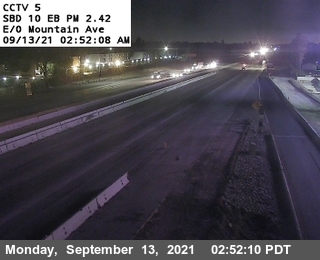 CCTV 5
SBD 10 EB PM 2.42
E/O Mountain Ave
09/13/21 02:52:08 AM
Monday, September 13, 2021 02:52:10 PDT